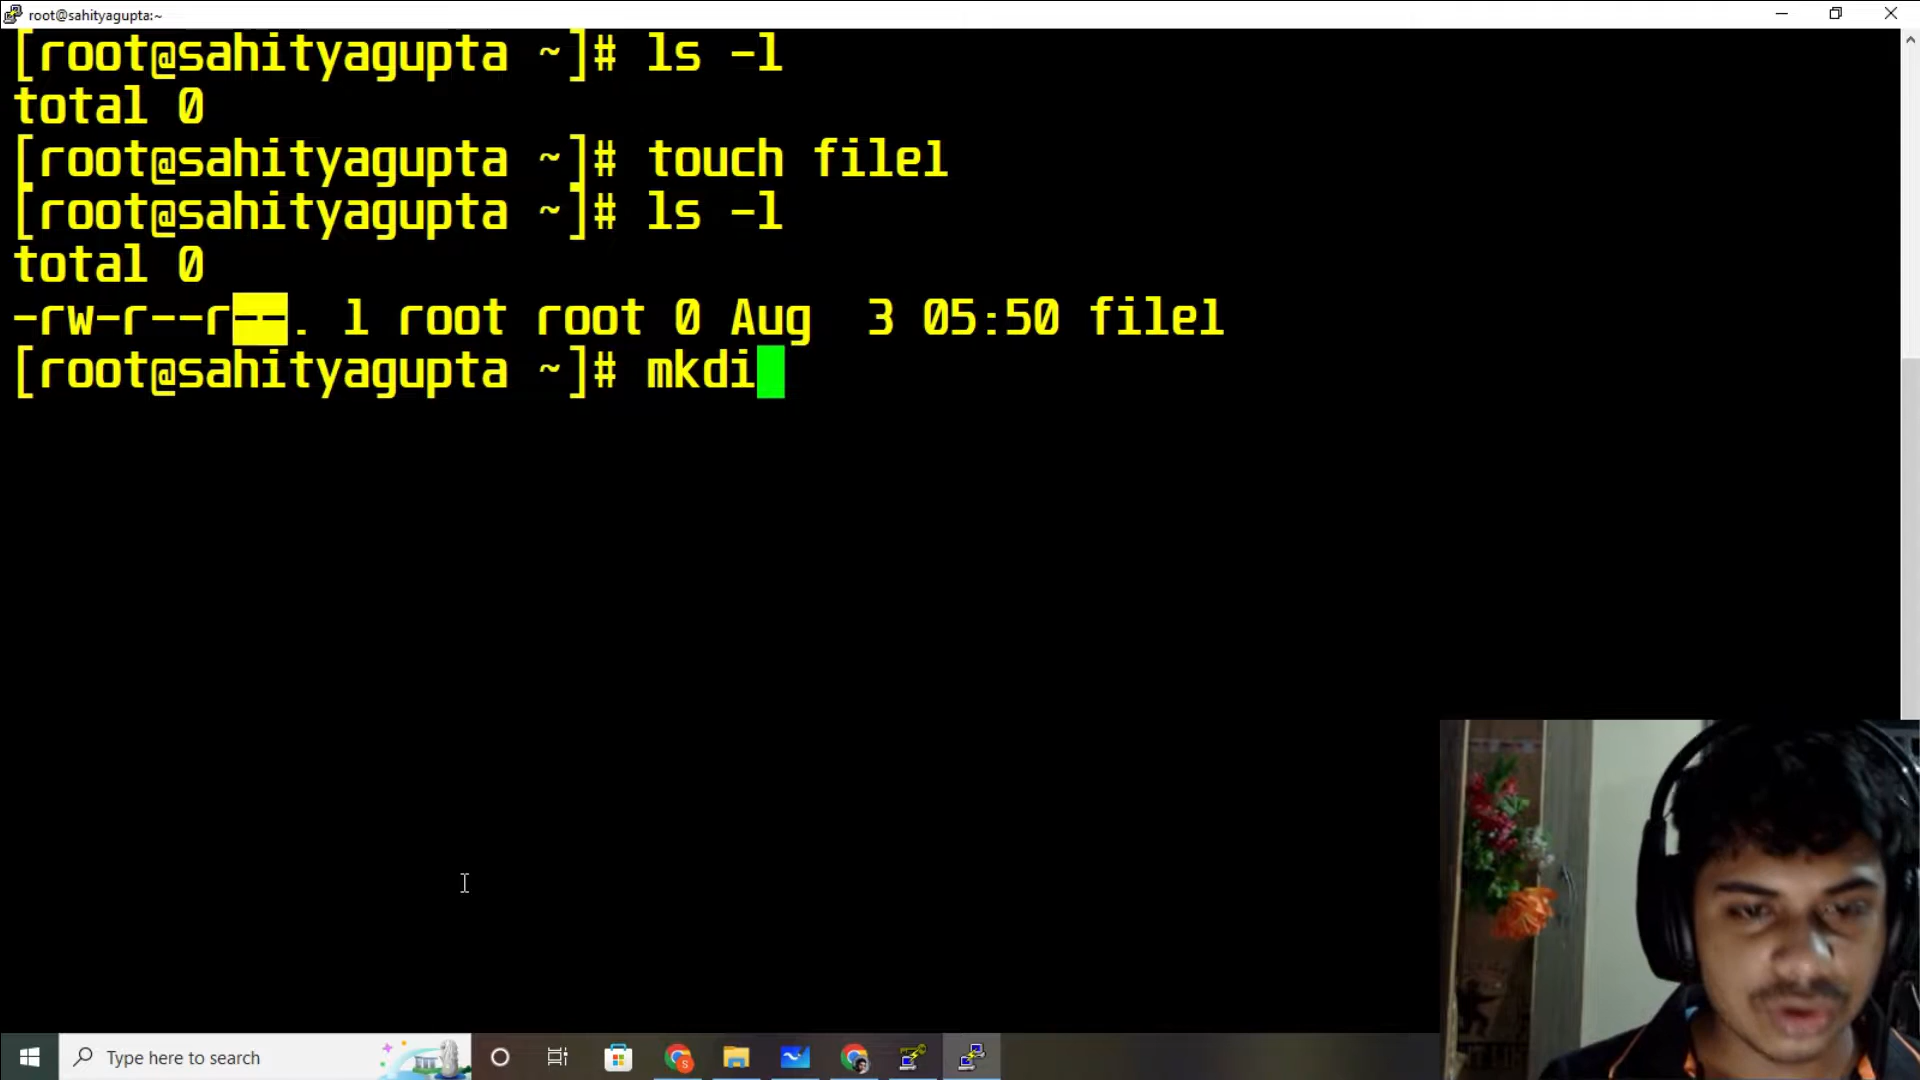 root@sahityagupta:~
[root@sahityagupta ~]# ls -l
total 0
[root@sahityagupta ~]# touch file1
[root@sahityagupta ~]# ls -l
total 0
-rw-r--r--. 1 root root 0 Aug  3 05:50 file1
[root@sahityagupta ~]# mkdi
Type here to search